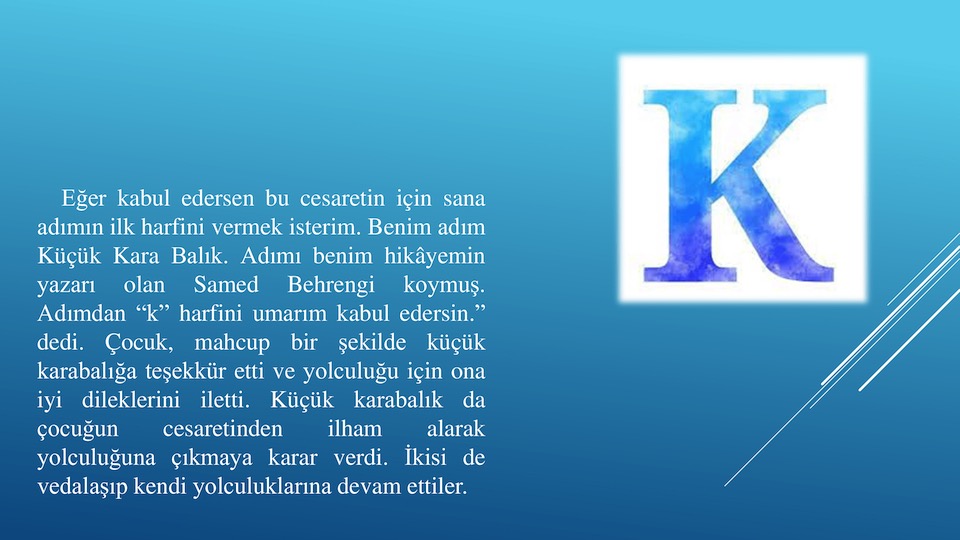 Eğer kabul edersen bu cesaretin için sana
adımın ilk harfini vermek isterim. Benim adım
Küçük Kara Balık. Adımı benim hikâyemin
yazarı olan Samed Behrengi koymuş.
Adımdan “k” harfini umarım kabul edersin.”
dedi. Çocuk, mahcup bir şekilde küçük
karabalığa teşekkür etti ve yolculuğu için ona
iyi dileklerini iletti. Küçük karabalık da
çocuğun cesaretinden ilham alarak
yolculuğuna çıkmaya karar verdi. İkisi de
vedalaşıp kendi yolculuklarına devam ettiler.
K